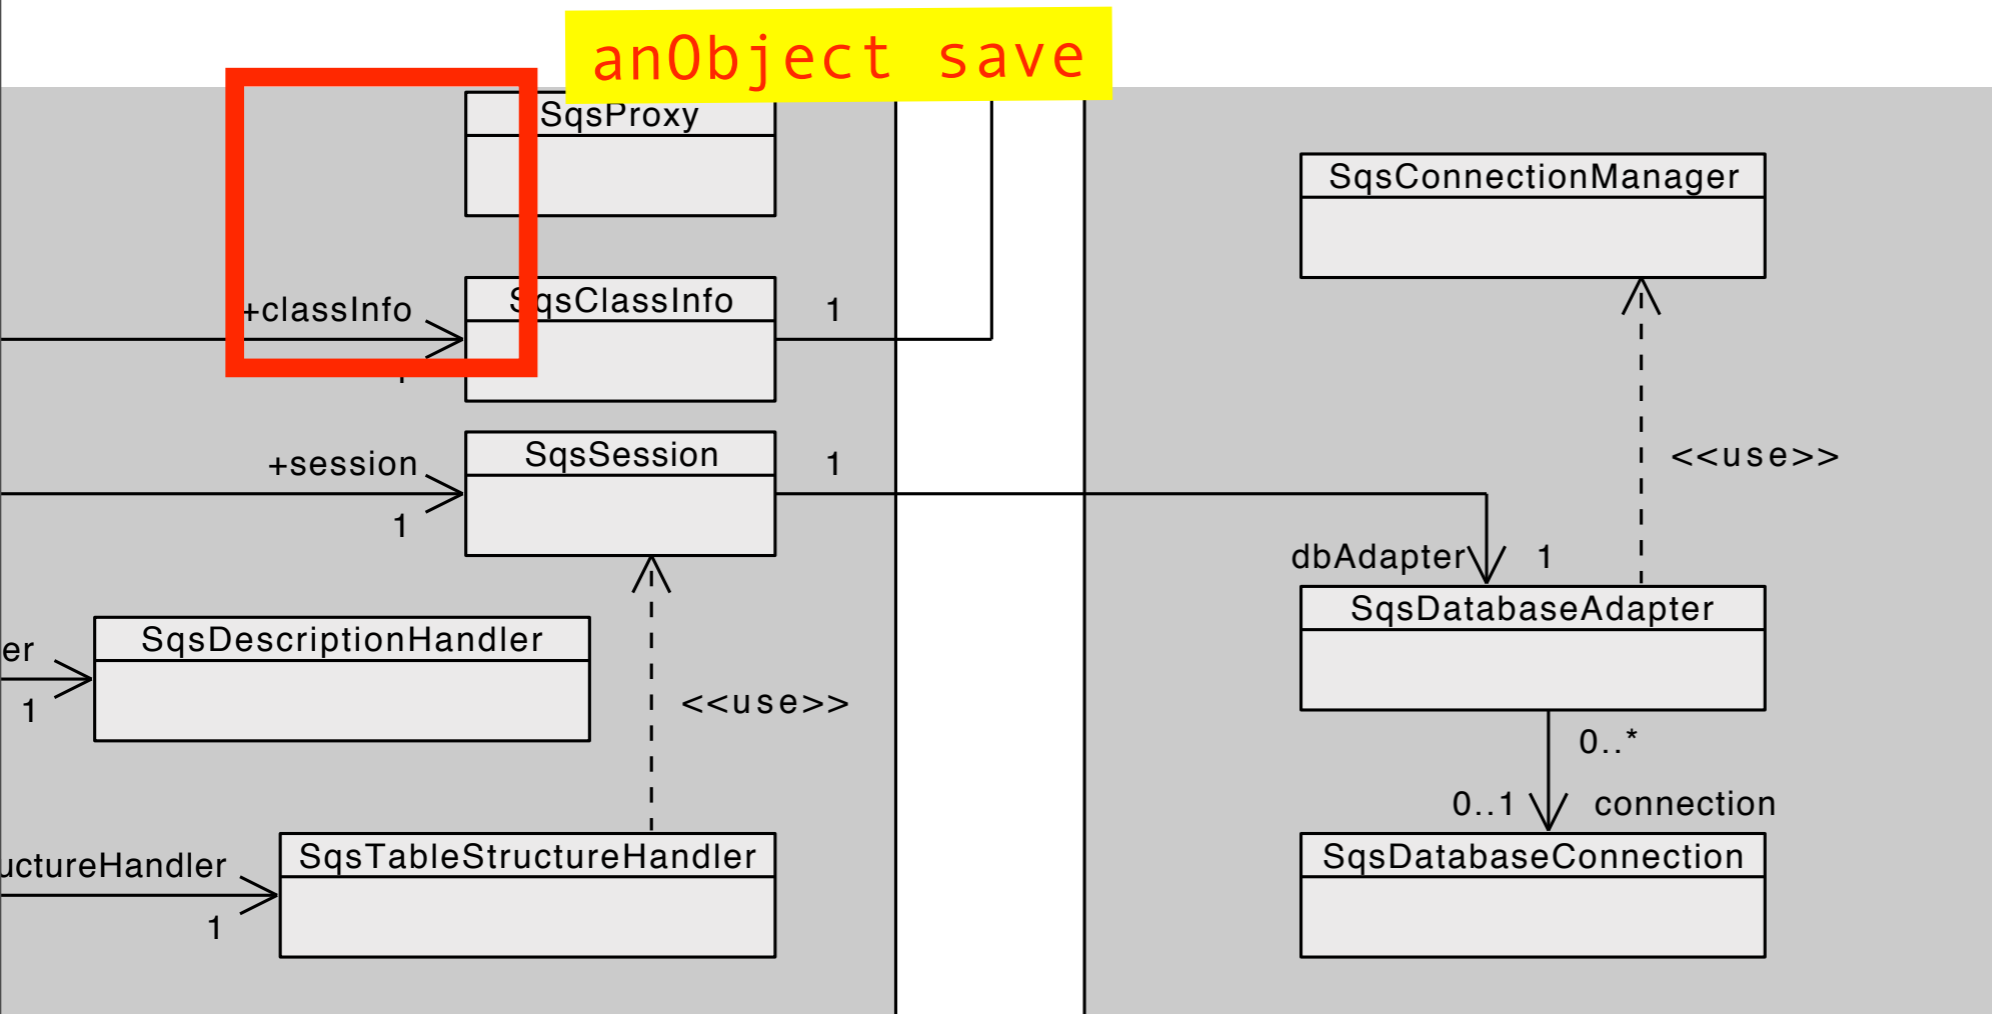 anObject save
SqsProxy
SqsConnectionManager
+classInfo
SqsClassInfo
1
+session
SqsSession
1
1
<<use>>
dbAdapter
1
SqsDatabaseAdapter
er
SqsDescriptionHandler
1
<<use>>
0..*
0..1
connection
uctureHandler
SqsTableStructureHandler
SqsDatabaseConnection
1